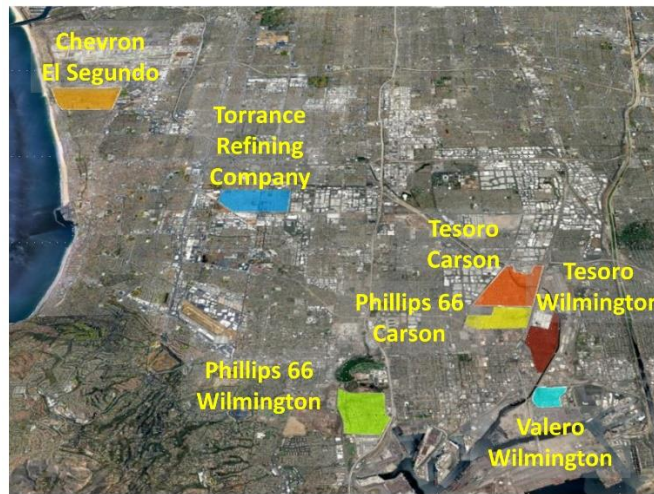 Chevron
El Segundo
Torrance
Refining
Company
Tesoro
Carson
Tesoro
Wilmington
Phillips 66
Carson
Phillips 66
Wilmington
Valero
Wilmington